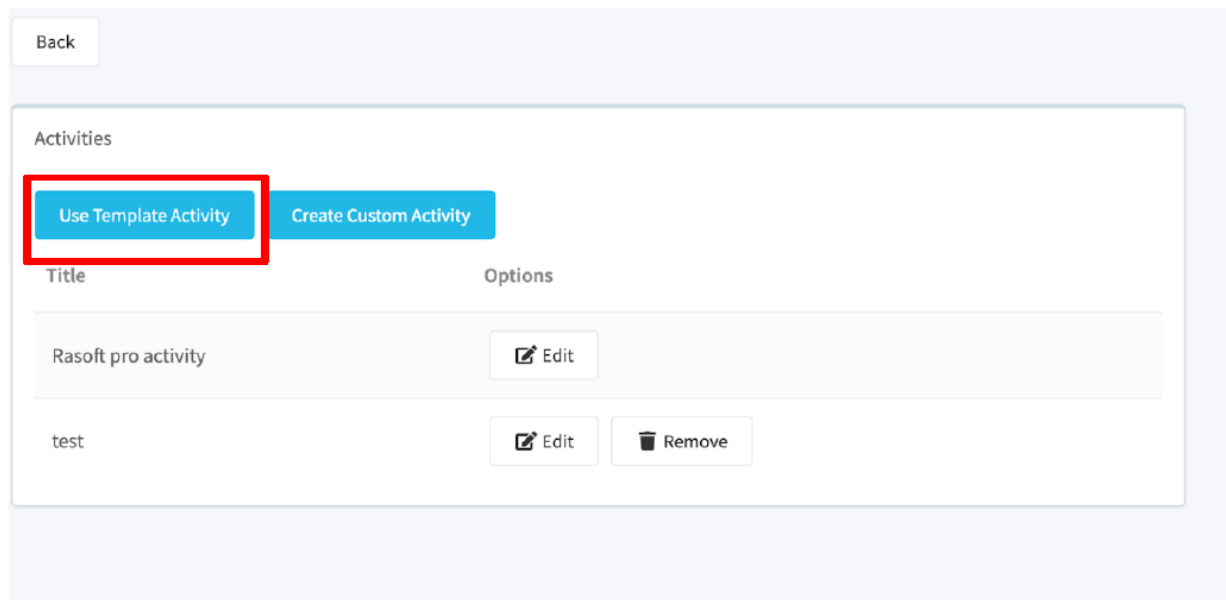 Back
Activities
Use Template Activity Create Custom Activity
Title Options
Rasoft pro activity Edit
test Edit Remove